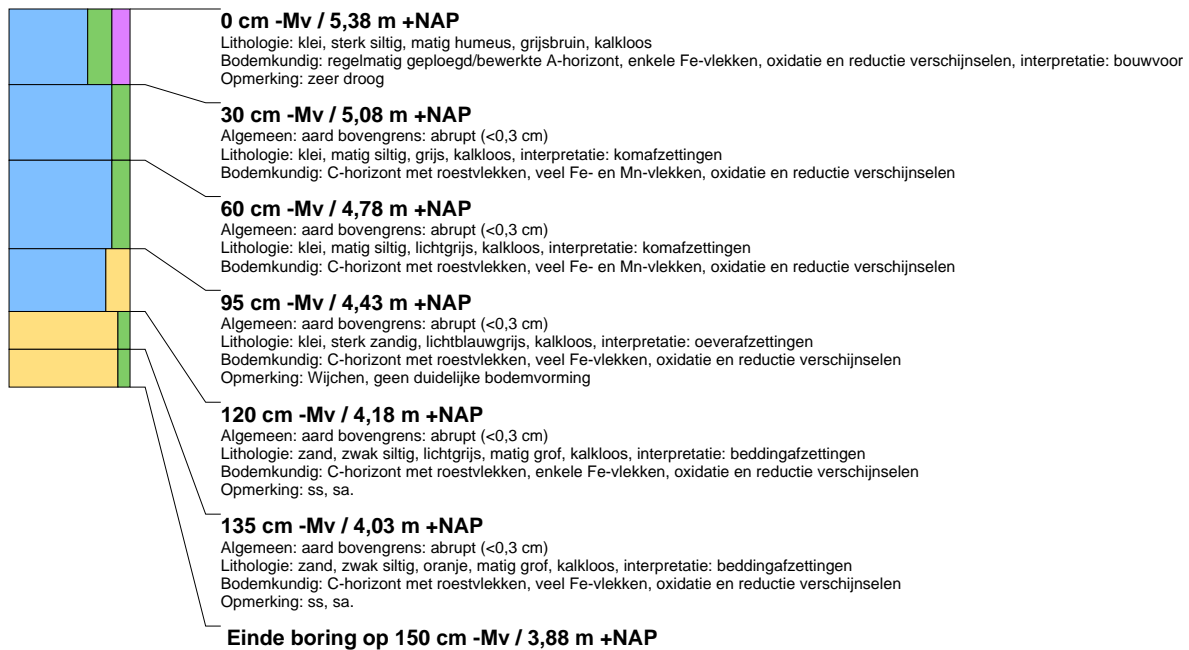 0 cm -Mv / 5,38 m +NAP
Lithologie: klei, sterk siltig, matig humeus, grijsbruin, kalkloos
Bodemkundig: regelmatig geploegd/bewerkte A-horizont, enkele Fe-vlekken, oxidatie en reductie verschijnselen, interpretatie: bouwvoor
Opmerking: zeer droog
30 cm -Mv / 5,08 m +NAP
Algemeen: aard bovengrens: abrupt (<0,3 cm)
Lithologie: klei, matig siltig, grijs, kalkloos, interpretatie: komafzettingen
Bodemkundig: C-horizont met roestvlekken, veel Fe- en Mn-vlekken, oxidatie en reductie verschijnselen
60 cm -Mv / 4,78 m +NAP
Algemeen: aard bovengrens: abrupt (<0,3 cm)
Lithologie: klei, matig siltig, lichtgrijs, kalkloos, interpretatie: komafzettingen
Bodemkundig: C-horizont met roestvlekken, veel Fe- en Mn-vlekken, oxidatie en reductie verschijnselen
95 cm -Mv / 4,43 m +NAP
Algemeen: aard bovengrens: abrupt (<0,3 cm)
Lithologie: klei, sterk zandig, lichtblauwgrijs, kalkloos, interpretatie: oeverafzettingen
Bodemkundig: C-horizont met roestvlekken, veel Fe-vlekken, oxidatie en reductie verschijnselen
Opmerking: Wijchen, geen duidelijke bodemvorming
120 cm -Mv / 4,18 m +NAP
Algemeen: aard bovengrens: abrupt (<0,3 cm)
Lithologie: zand, zwak siltig, lichtgrijs, matig grof, kalkloos, interpretatie: beddingafzettingen
Bodemkundig: C-horizont met roestvlekken, enkele Fe-vlekken, oxidatie en reductie verschijnselen
Opmerking: ss, sa.
135 cm -Mv / 4,03 m +NAP
Algemeen: aard bovengrens: abrupt (<0,3 cm)
Lithologie: zand, zwak siltig, oranje, matig grof, kalkloos, interpretatie: beddingafzettingen
Bodemkundig: C-horizont met roestvlekken, veel Fe-vlekken, oxidatie en reductie verschijnselen
Opmerking: ss, sa.
Einde boring op 150 cm -Mv / 3,88 m +NAP